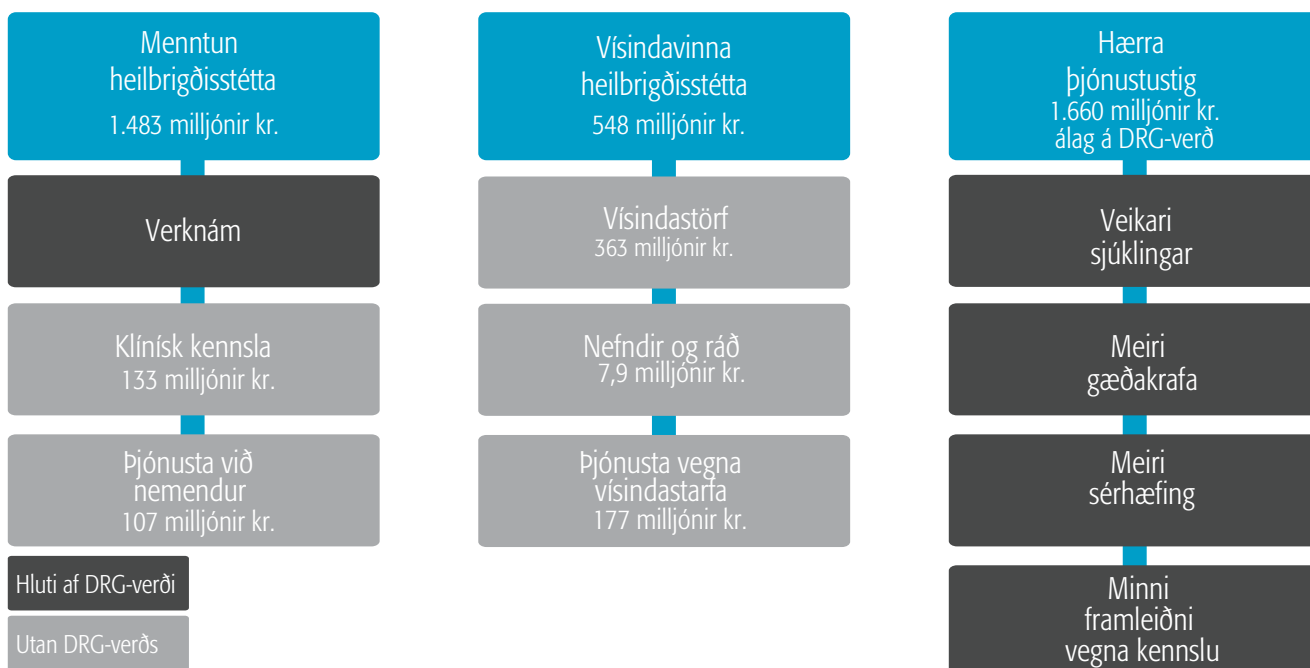 Menntun
heilbrigðisstétta
1.483 milljónir kr.
Verknám
Klínísk kennsla
133 milljónir kr.
Þjónusta við
nemendur
107 milljónir kr.
Hluti af DRG-verði
Utan DRG-verðs
Vísindavinna
heilbrigðisstétta
548 milljónir kr.
Vísindastörf
363 milljónir kr.
Nefndir og ráð
7,9 milljónir kr.
Þjónusta vegna
vísindastarfa
177 milljónir kr.
Hærra
þjónustustig
1.660 milljónir kr.
álag á DRG-verð
Veikari
sjúklingar
Meiri
gæðakrafa
Meiri
sérhæfing
Minni
framleiðni
vegna kennslu